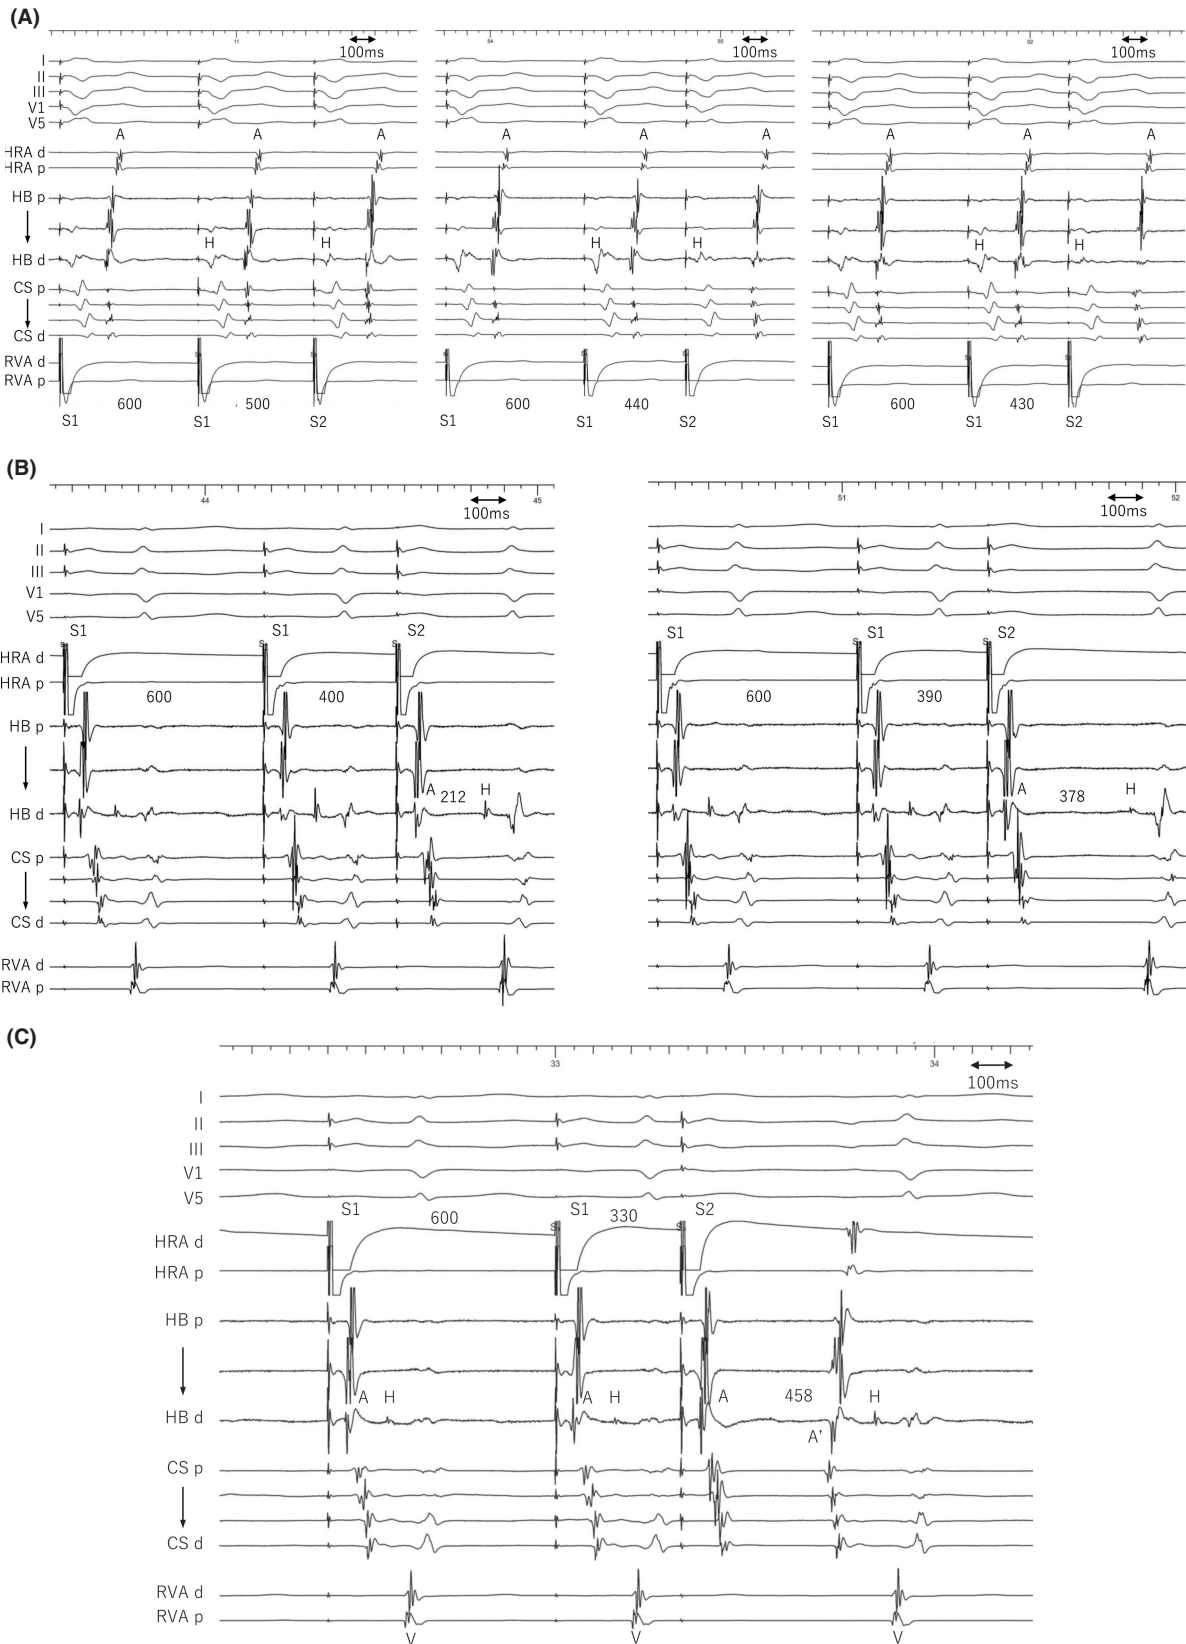 (A)
11 54 55 62
100ms 100ms 100ms
I
II
III
V1
V5
A A A A A A A A A
HRA d
HRA p
HB p
H H H H H H
HB d
CS p
CS d
RVA d
RVA p
600 500 600 440 600 430
S1 S1 S2 S1 S1 S2 S1 S1 S2
(B)
44 45 51 52
100ms 100ms
I
II
III
V1
V5
S1 S1 S2 S1 S1 S2
HRA d
HRA p
600 400 600 390
HB p
A 212 H A 378 H
HB d
CS p
CS d
RVA d
RVA p
(C)
33 34
100ms
I
II
III
V1
V5
S1 600 S1 330 S2
HRA d
HRA p
HB p
A H A H A 458 H
HB d
A'
CS p
CS d
RVA d
RVA p
V V V